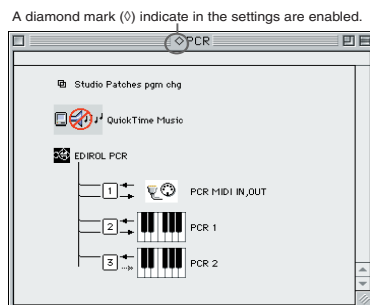 A diamond mark (◊) indicate in the settings are enabled.
◇PCR
Studio Patches pgm chg
QuickTime Music
EDIROL PCR
1 PCR MIDI IN,OUT
2 PCR 1
3 PCR 2